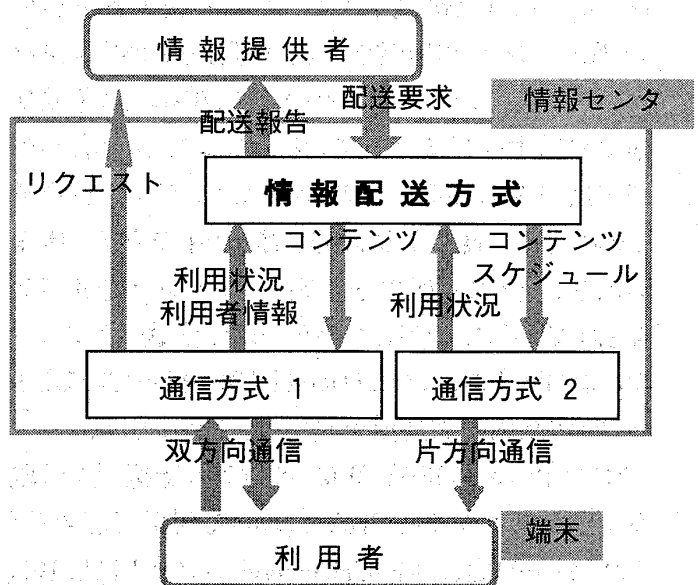 情報提供者
配送要求
情報センタ
配送報告
リクエスト
情報配送方式
コンテンツ
コンテンツ
スケジュール
利用状況
利用者情報
利用状況
通信方式 1
通信方式 2
双方向通信
片方向通信
端末
利用者